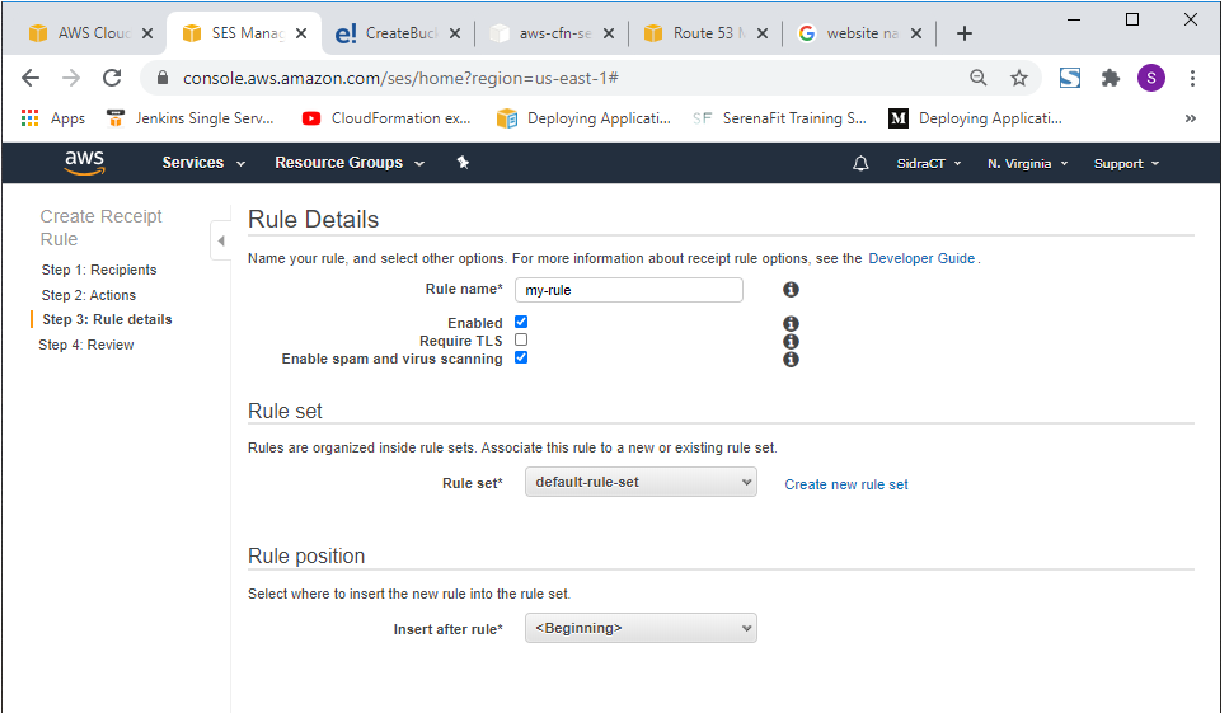 AWS Cloud SES Manag CreateBuck aws-cfn-se Route 53 M website na
console.aws.amazon.com/ses/home?region=us-east-1#
S
Apps Jenkins Single Serv... CloudFormation ex... Deploying Applicati... SF SerenaFit Training S... M Deploying Applicati... »
aws Services Resource Groups SidraCT N. Virginia Support
Create Receipt
Rule
Step 1: Recipients
Step 2: Actions
Step 3: Rule details
Step 4: Review
Rule Details
Name your rule, and select other options. For more information about receipt rule options, see the Developer Guide.
Rule name* my-rule
Enabled
Require TLS
Enable spam and virus scanning
Rule set
Rules are organized inside rule sets. Associate this rule to a new or existing rule set.
Rule set* default-rule-set Create new rule set
Rule position
Select where to insert the new rule into the rule set.
Insert after rule* <Beginning>